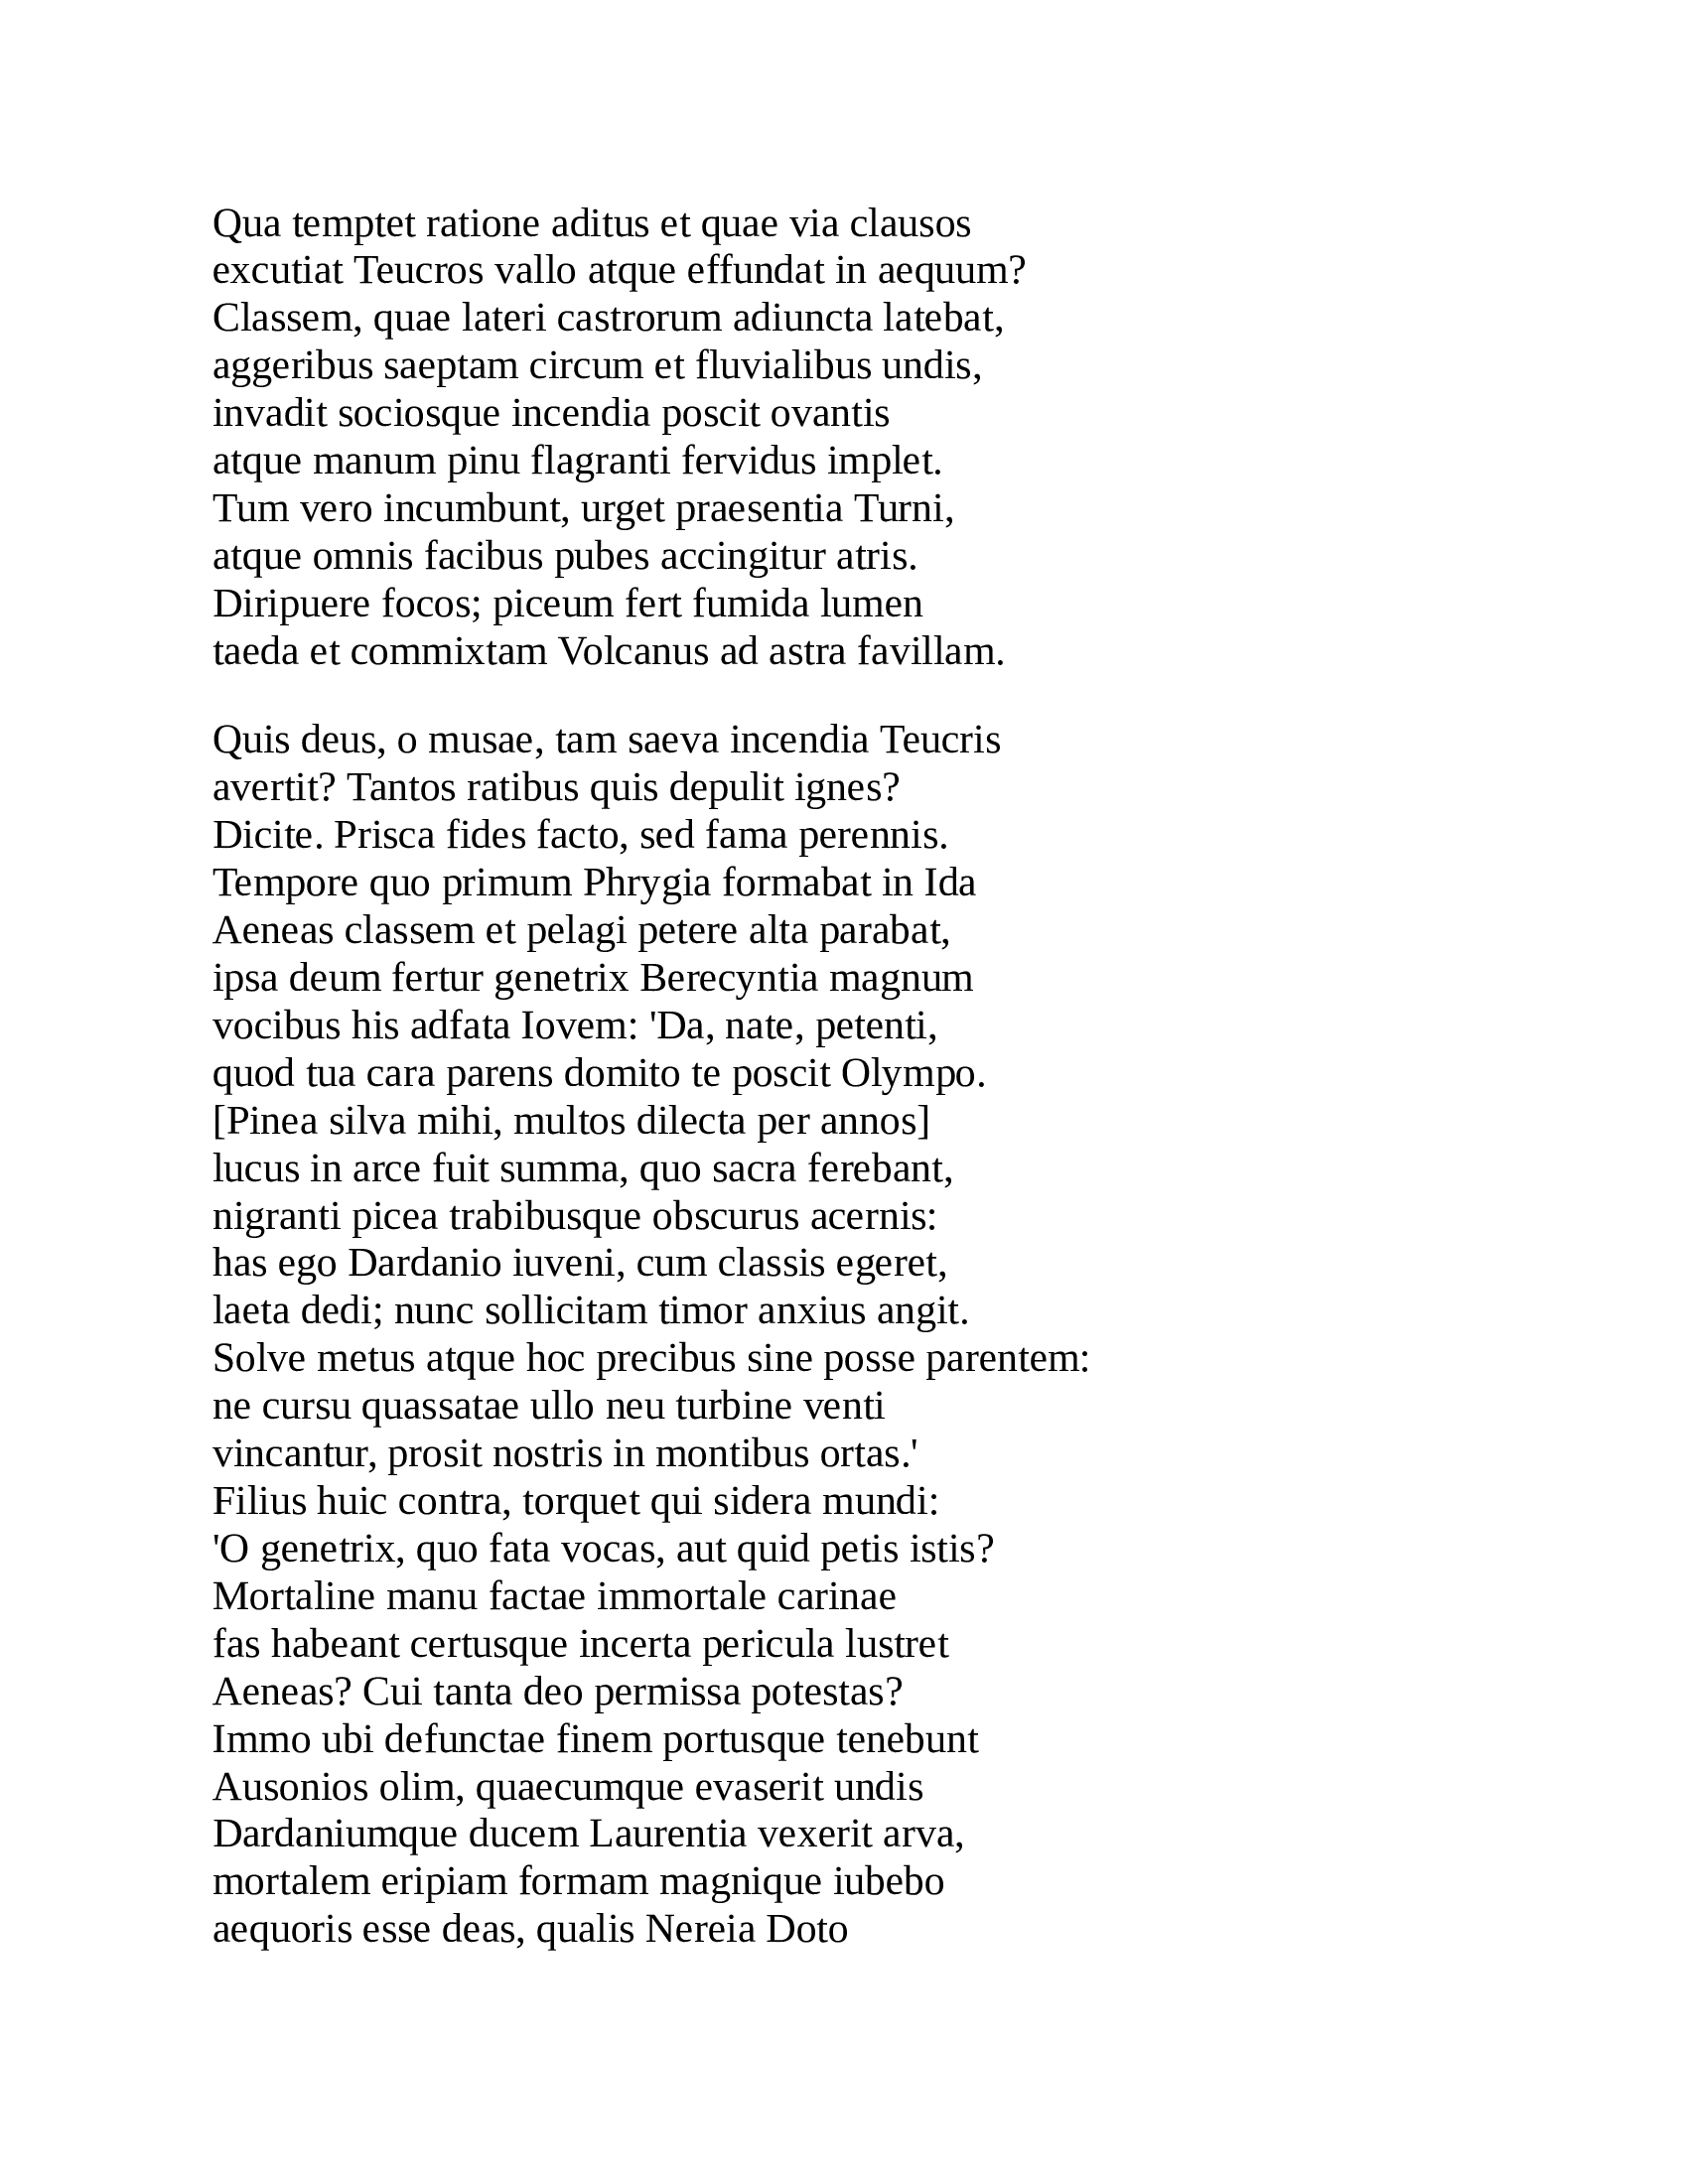 Qua temptet ratione aditus et quae via clausos
excutiat Teucros vallo atque effundat in aequum?
Classem, quae lateri castrorum adiuncta latebat,
aggeribus saeptam circum et fluvialibus undis,
invadit sociosque incendia poscit ovantis
atque manum pinu flagranti fervidus implet.
Tum vero incumbunt, urget praesentia Turni,
atque omnis facibus pubes accingitur atris.
Diripuere focos; piceum fert fumida lumen
taeda et commixtam Volcanus ad astra favillam.

Quis deus, o musae, tam saeva incendia Teucris
avertit? Tantos ratibus quis depulit ignes?
Dicite. Prisca fides facto, sed fama perennis.
Tempore quo primum Phrygia formabat in Ida
Aeneas classem et pelagi petere alta parabat,
ipsa deum fertur genetrix Berecyntia magnum
vocibus his adfata Iovem: 'Da, nate, petenti,
quod tua cara parens domito te poscit Olympo.
[Pinea silva mihi, multos dilecta per annos]
lucus in arce fuit summa, quo sacra ferebant,
nigranti picea trabibusque obscurus acernis:
has ego Dardanio iuveni, cum classis egeret,
laeta dedi; nunc sollicitam timor anxius angit.
Solve metus atque hoc precibus sine posse parentem:
ne cursu quassatae ullo neu turbine venti
vincantur, prosit nostris in montibus ortas.'
Filius huic contra, torquet qui sidera mundi:
'O genetrix, quo fata vocas, aut quid petis istis?
Mortaline manu factae immortale carinae
fas habeant certusque incerta pericula lustret
Aeneas? Cui tanta deo permissa potestas?
Immo ubi defunctae finem portusque tenebunt
Ausonios olim, quaecumque evaserit undis
Dardaniumque ducem Laurentia vexerit arva,
mortalem eripiam formam magnique iubebo
aequoris esse deas, qualis Nereia Doto